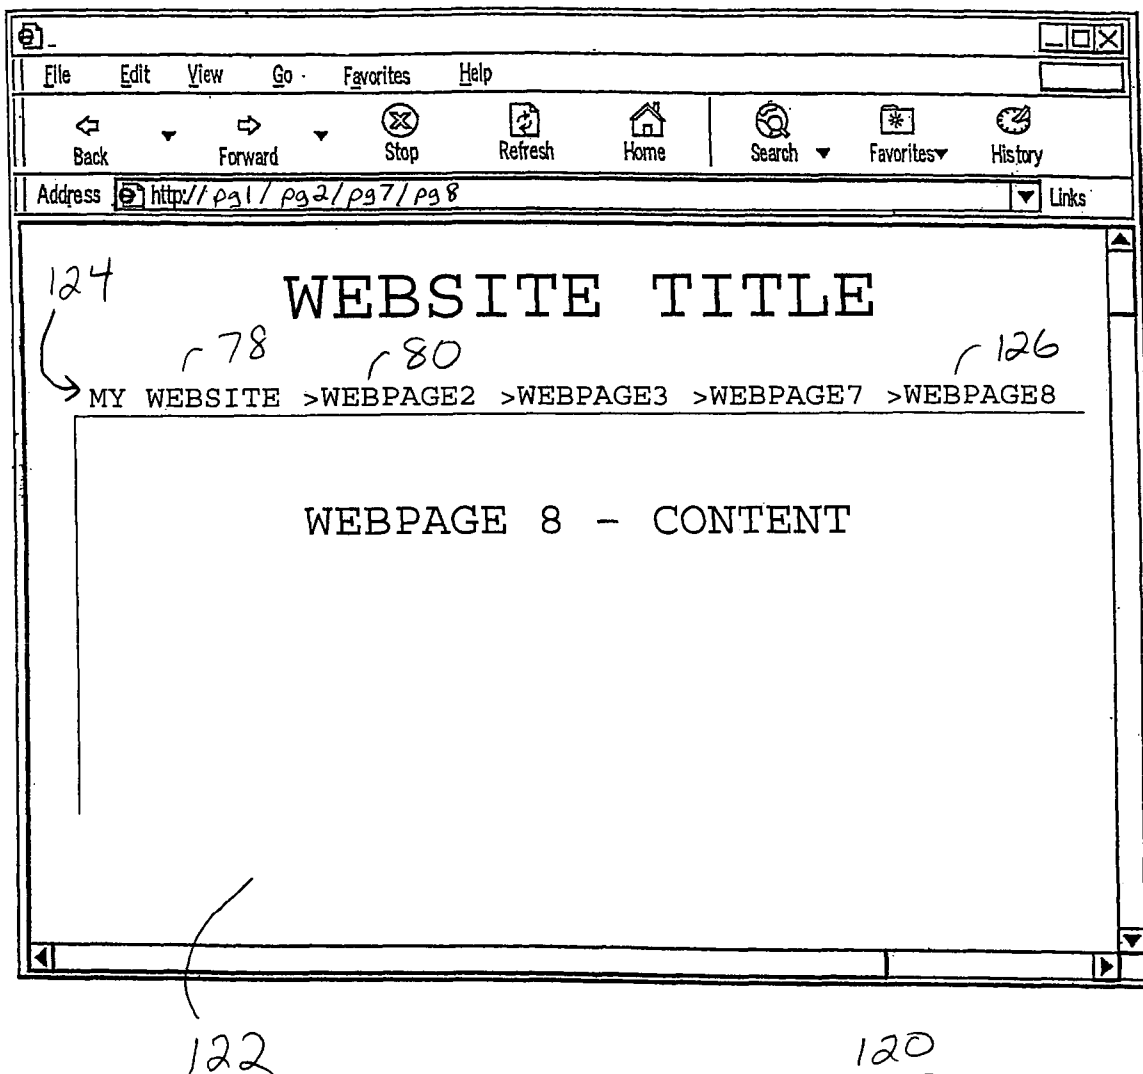 File Edit View Go Favorites Help
Back Forward Stop Refresh Home Search Favorites History
Address http://pg1/pg2/pg7/pg8 Links
124
WEBSITE TITLE
78 80 126
MY WEBSITE >WEBPAGE2 >WEBPAGE3 >WEBPAGE7 >WEBPAGE8
WEBPAGE 8 - CONTENT
122 120